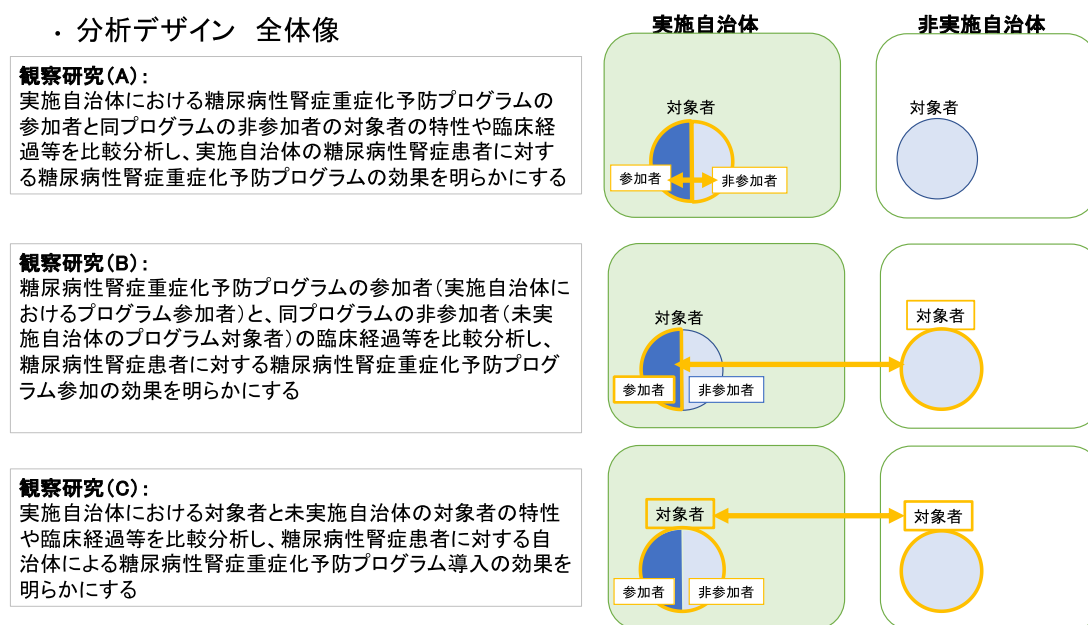 ・分析デザイン 全体像
実施自治体
非実施自治体
観察研究(A)：
実施自治体における糖尿病性腎症重症化予防プログラムの
参加者と同プログラムの非参加者の対象者の特性や臨床経
過等を比較分析し、実施自治体の糖尿病性腎症患者に対す
る糖尿病性腎症重症化予防プログラムの効果を明らかにする
対象者
参加者
非参加者
対象者
観察研究(B)：
糖尿病性腎症重症化予防プログラムの参加者(実施自治体に
おけるプログラム参加者)と、同プログラムの非参加者(未実
施自治体のプログラム対象者)の臨床経過等を比較分析し、
糖尿病性腎症患者に対する糖尿病性腎症重症化予防プログ
ラム参加の効果を明らかにする
対象者
参加者
非参加者
対象者
観察研究(C)：
実施自治体における対象者と未実施自治体の対象者の特性
や臨床経過等を比較分析し、糖尿病性腎症患者に対する自
治体による糖尿病性腎症重症化予防プログラム導入の効果を
明らかにする
対象者
参加者
非参加者
対象者